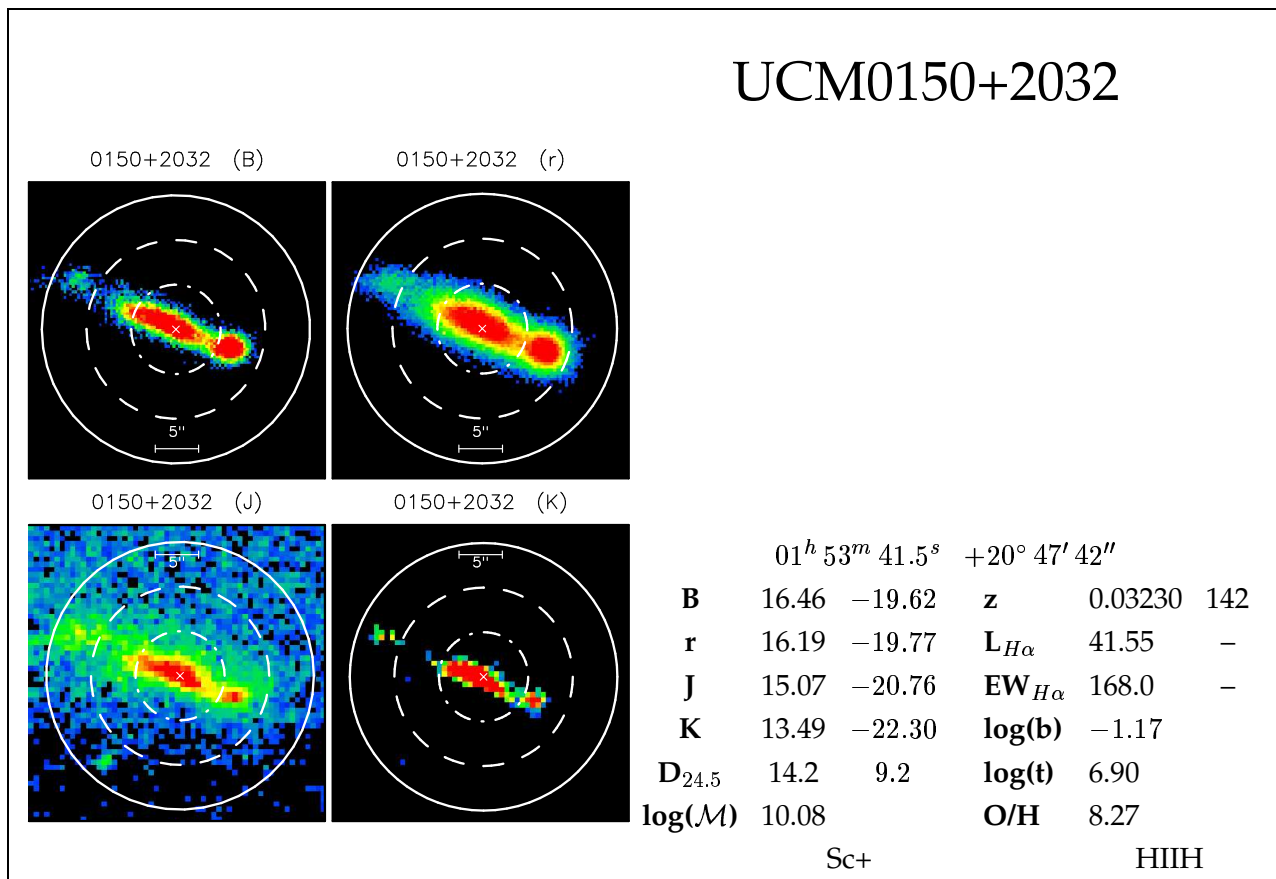 UCM0150+2032
0150+2032 (B)
0150+2032 (r)
5"
5"
0150+2032 (J)
0150+2032 (K)
5"
5"
01ʰ 53ᵐ 41.5ˢ +20° 47′ 42″
B 16.46 −19.62 z 0.03230 142
r 16.19 −19.77 L_Hα 41.55 –
J 15.07 −20.76 EW_Hα 168.0 –
K 13.49 −22.30 log(b) −1.17
D_24.5 14.2 9.2 log(t) 6.90
log(ℳ) 10.08 O/H 8.27
Sc+ HIIH